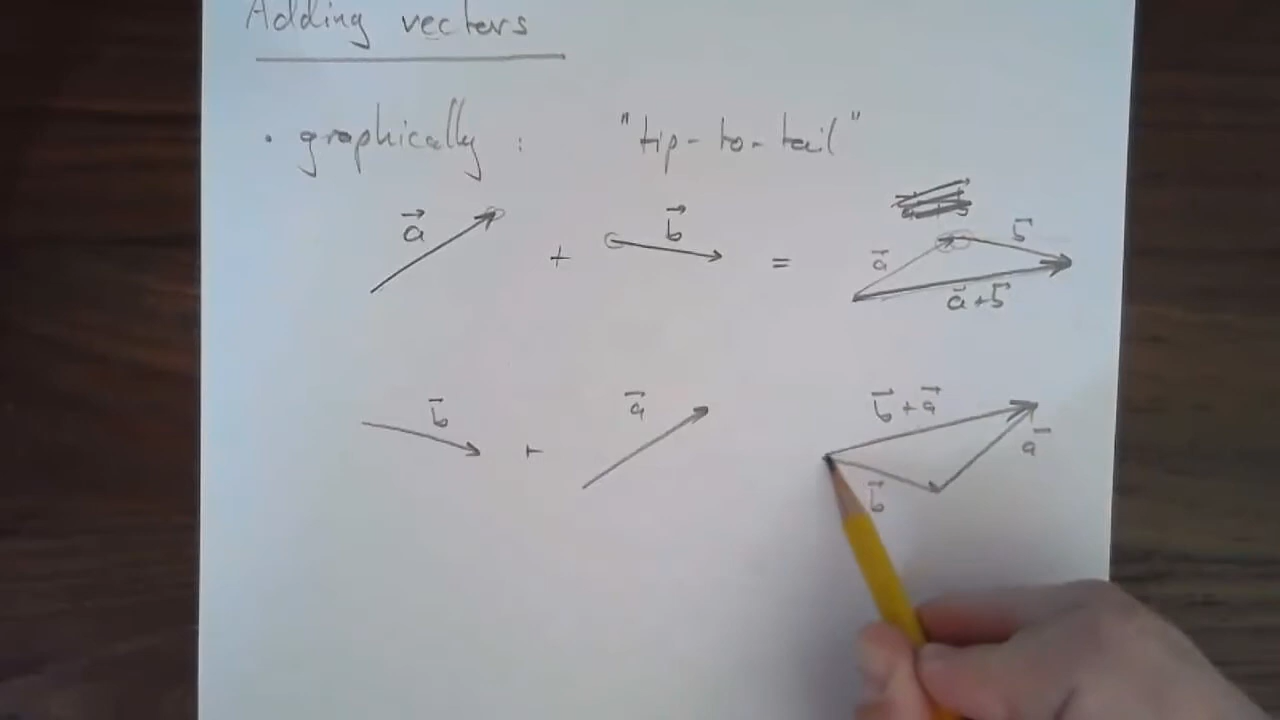 Adding vectors
• graphically : "tip-to-tail"
a⃗ + b⃗ = a⃗ b⃗ a⃗+b⃗
b⃗ + a⃗ b⃗+a⃗ b⃗ a⃗